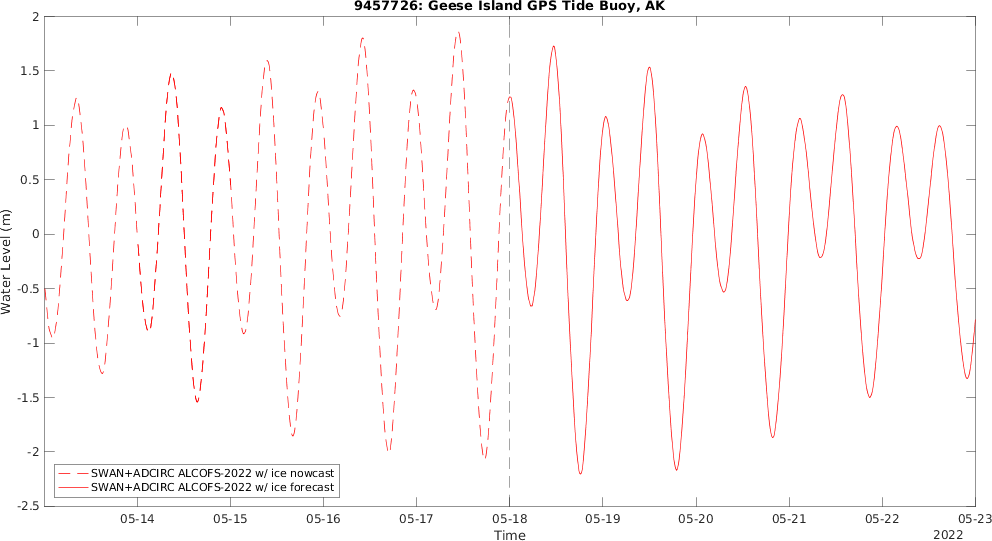 9457726: Geese Island GPS Tide Buoy, AK
2
1.5
1
0.5
0
-0.5
-1
-1.5
-2
-2.5
Water Level (m)
SWAN+ADCIRC ALCOFS-2022 w/ ice nowcast
SWAN+ADCIRC ALCOFS-2022 w/ ice forecast
05-14 05-15 05-16 05-17 05-18 05-19 05-20 05-21 05-22 05-23
Time
2022